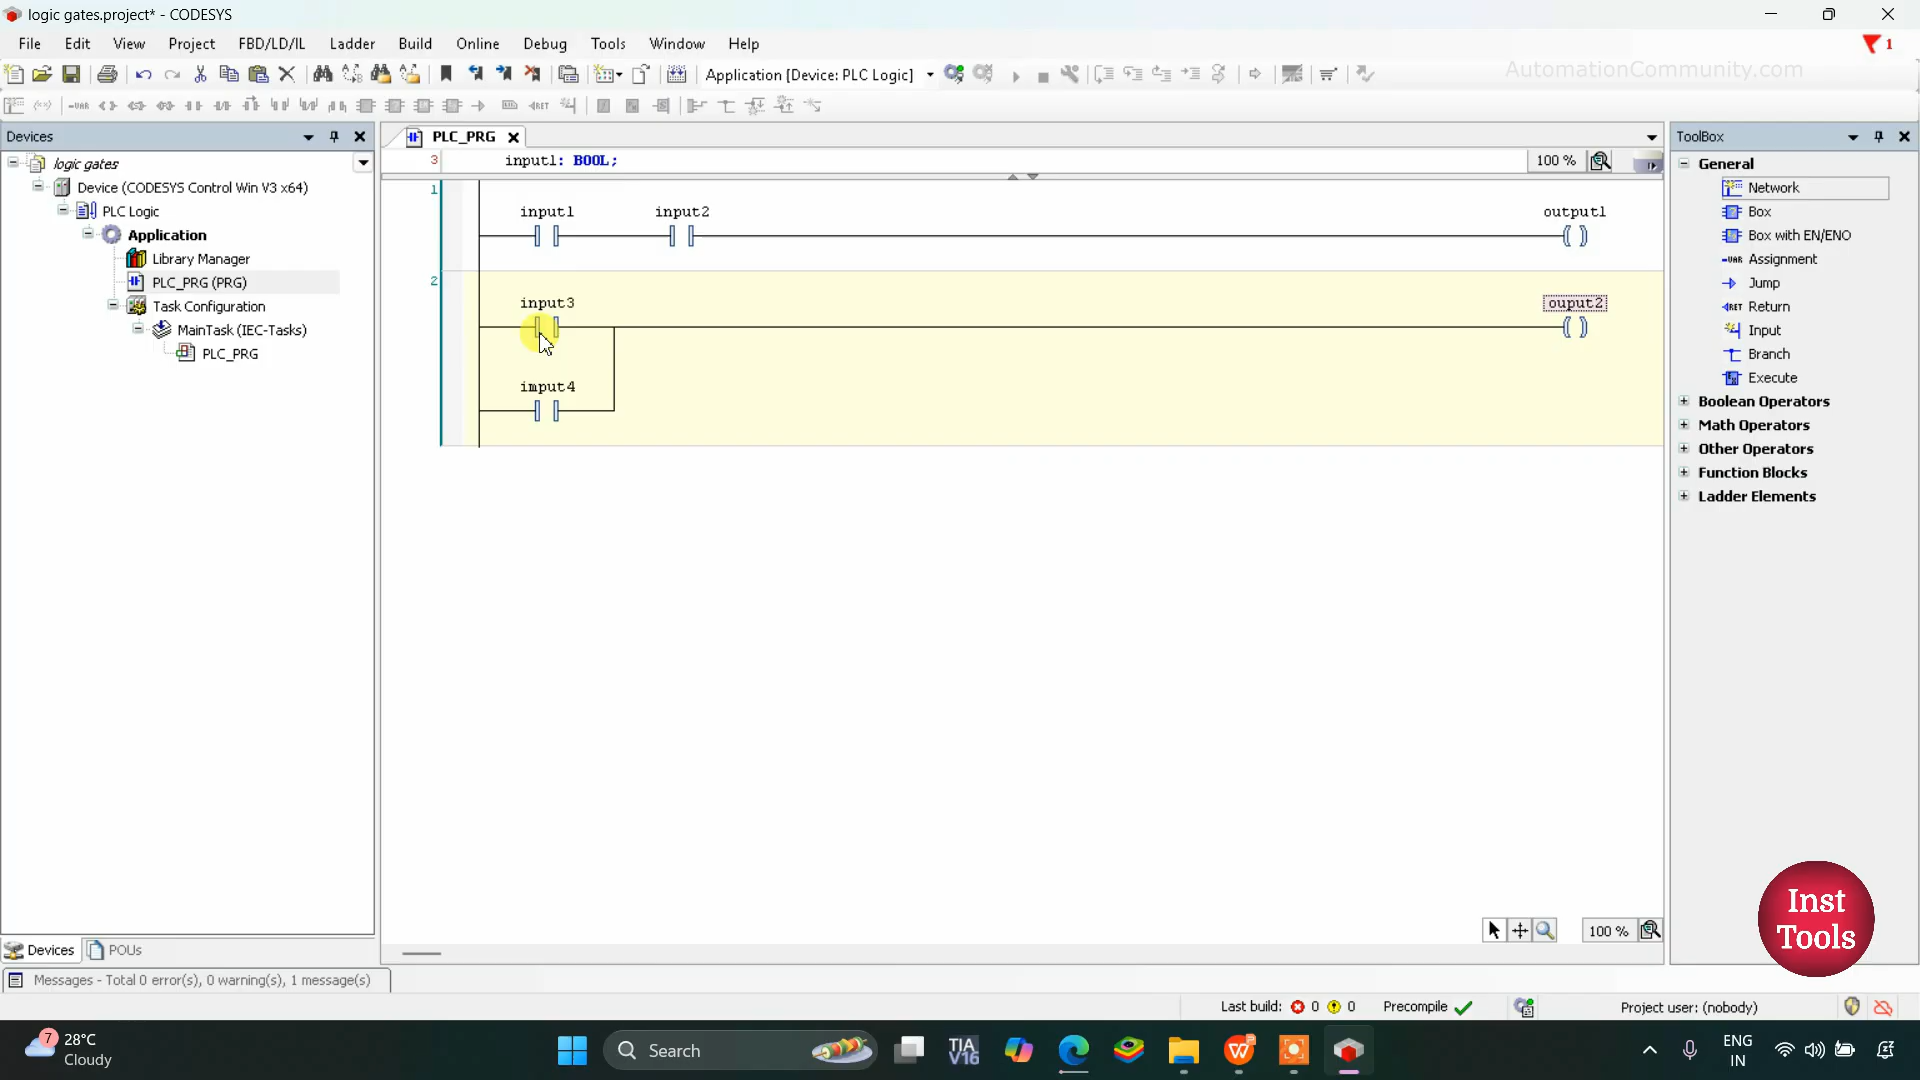 logic gates.project* - CODESYS
File Edit View Project FBD/LD/IL Ladder Build Online Debug Tools Window Help
1
Application [Device: PLC Logic]
AutomationCommunity.com
Devices
logic gates
Device (CODESYS Control Win V3 x64)
PLC Logic
Application
Library Manager
PLC_PRG (PRG)
Task Configuration
MainTask (IEC-Tasks)
PLC_PRG
Devices POUs
PLC_PRG
3 input1: BOOL;
100 %
1
input1 input2 output1
2
input3 ouput2
imput4
100 %
ToolBox
General
Network
Box
Box with EN/ENO
Assignment
Jump
Return
Input
Branch
Execute
Boolean Operators
Math Operators
Other Operators
Function Blocks
Ladder Elements
Inst
Tools
Messages - Total 0 error(s), 0 warning(s), 1 message(s)
Last build: 0 0 Precompile Project user: (nobody)
7
28°C
Cloudy
Search
TIA
V16
ENG
IN